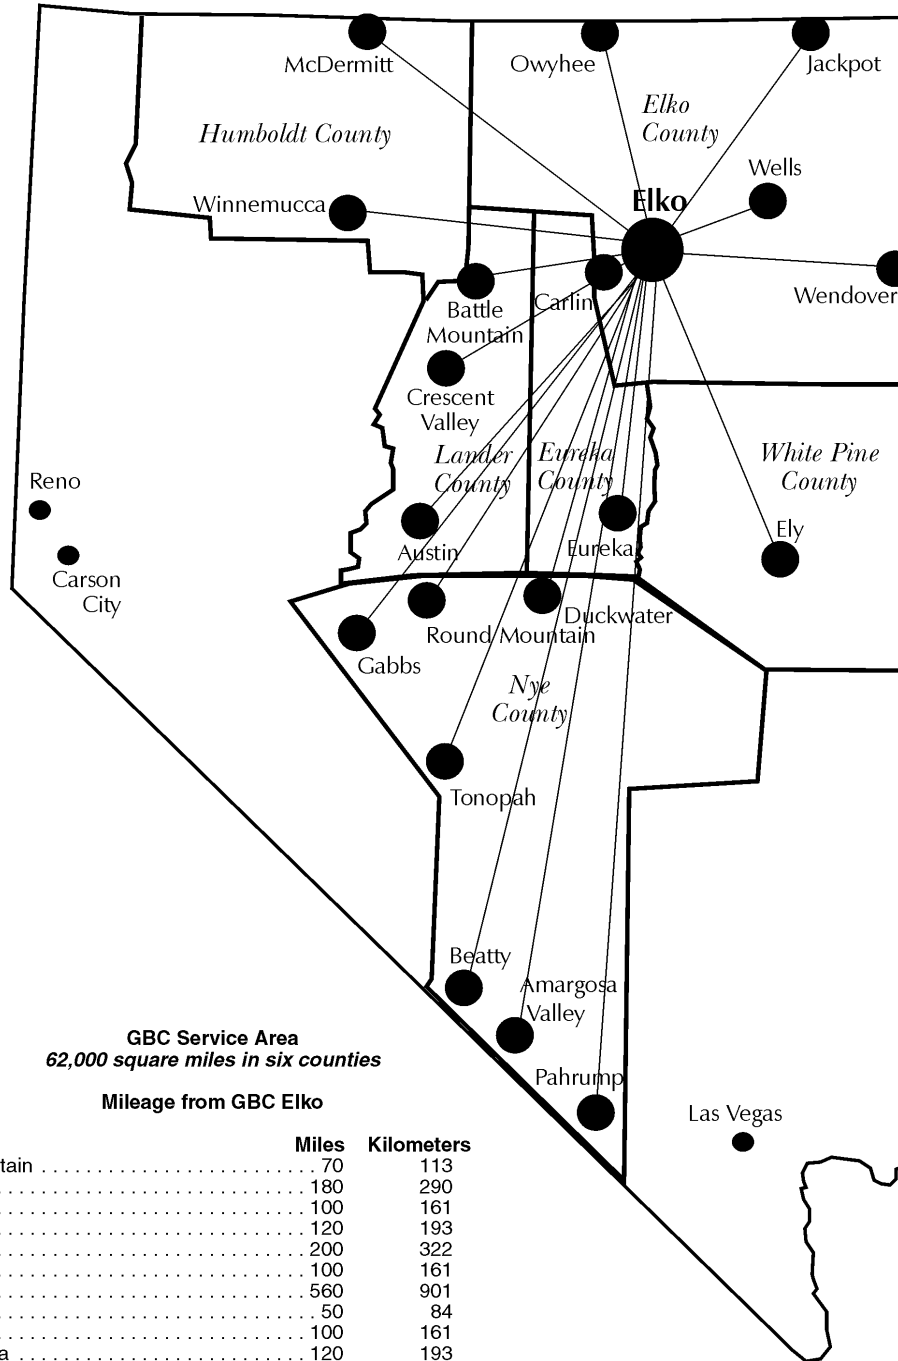 McDermitt
Owyhee
Jackpot
Elko
County
Humboldt County
Wells
Winnemucca
Elko
Battle
Mountain
Carlin
Wendover
Crescent
Valley
Lander
County
Eureka
County
White Pine
County
Reno
Carson
City
Austin
Eureka
Ely
Duckwater
Round Mountain
Gabbs
Nye
County
Tonopah
Beatty
Amargosa
Valley
Pahrump
Las Vegas
GBC Service Area
62,000 square miles in six counties
Mileage from GBC Elko
Miles Kilometers
tain . . . . . . . . . . . . . . . . . . . . . . . . . . . . . . . 70 113
. . . . . . . . . . . . . . . . . . . . . . . . . . . . . . . . . . 180 290
. . . . . . . . . . . . . . . . . . . . . . . . . . . . . . . . . . 100 161
. . . . . . . . . . . . . . . . . . . . . . . . . . . . . . . . . . 120 193
. . . . . . . . . . . . . . . . . . . . . . . . . . . . . . . . . . 200 322
. . . . . . . . . . . . . . . . . . . . . . . . . . . . . . . . . . 100 161
. . . . . . . . . . . . . . . . . . . . . . . . . . . . . . . . . . 560 901
. . . . . . . . . . . . . . . . . . . . . . . . . . . . . . . . . . 50 84
. . . . . . . . . . . . . . . . . . . . . . . . . . . . . . . . . . 100 161
a . . . . . . . . . . . . . . . . . . . . . . . . . . . . . . . . 120 193